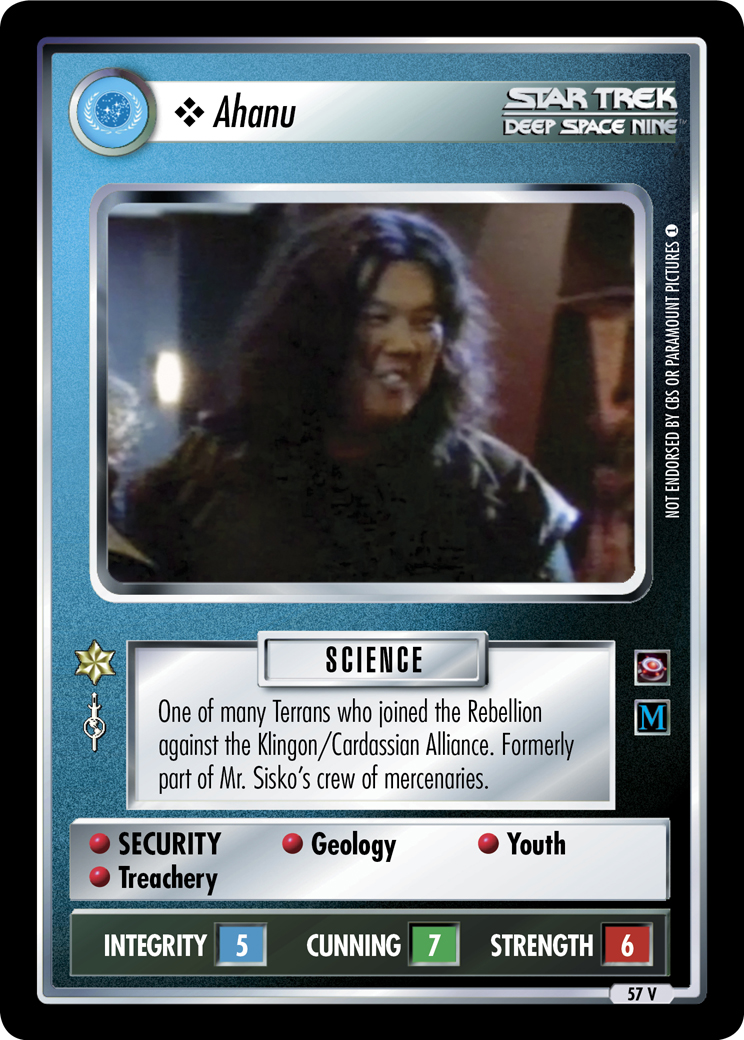 ❖ Ahanu
STAR TREK
DEEP SPACE NINE™
NOT ENDORSED BY CBS OR PARAMOUNT PICTURES 1
SCIENCE
M
One of many Terrans who joined the Rebellion
against the Klingon/Cardassian Alliance. Formerly
part of Mr. Sisko’s crew of mercenaries.
SECURITY Geology Youth
Treachery
INTEGRITY 5 CUNNING 7 STRENGTH 6
57 V